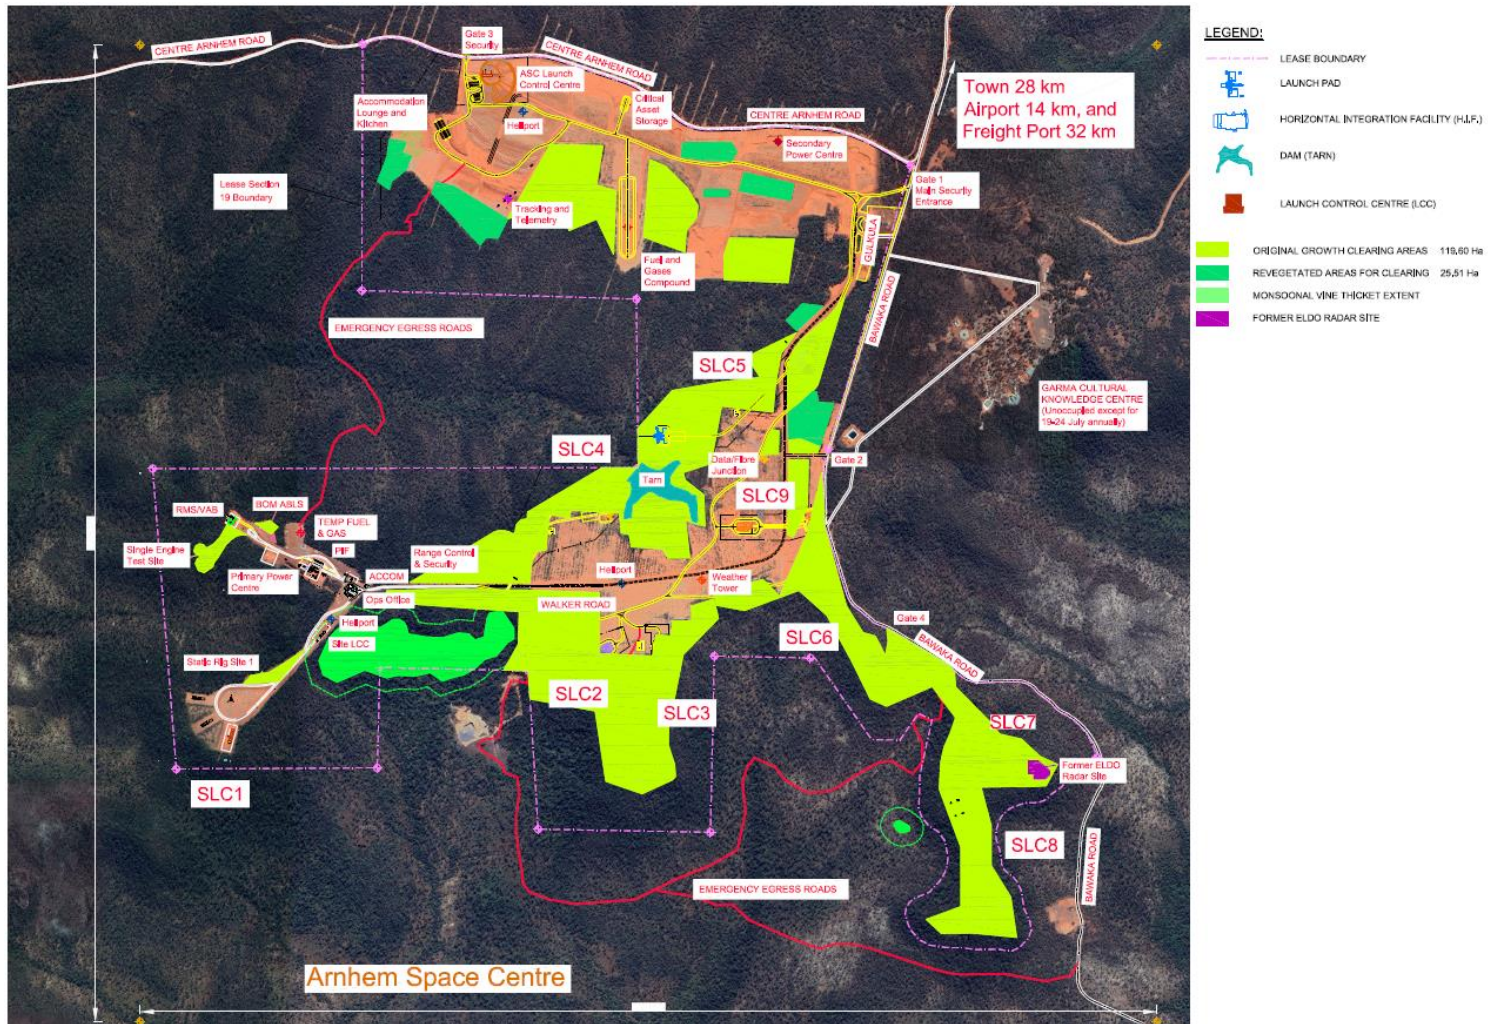 CENTRE ARNHEM ROAD
Gate 3
Security
CENTRE ARNHEM ROAD
ASC Launch
Control Centre
Accommodation
Lounge and
Kitchen
Heliport
Critical
Asset
Storage
CENTRE ARNHEM ROAD
Secondary
Power Centre
Town 28 km
Airport 14 km, and
Freight Port 32 km
Lease Section
19 Boundary
Gate 1
Main Security
Entrance
Tracking and
Telemetry
GULKULA
Fuel and
Gases
Compound
BAWAKA ROAD
EMERGENCY EGRESS ROADS
SLC5
GARMA CULTURAL
KNOWLEDGE CENTRE
(Unoccupied except for
19-24 July annually)
SLC4
Data/Fibre
Junction
Gate 2
Tarn
SLC9
RMS/VAB
BOM ABLS
TEMP FUEL
& GAS
Single Engine
Test Site
PIF
Range Control
& Security
Primary Power
Centre
ACCOM
Heliport
Weather
Tower
Ops Office
WALKER ROAD
Heliport
Site LCC
Gate 4
SLC6
BAWAKA ROAD
Static Rig Site 1
SLC2
SLC3
SLC7
Former ELDO
Radar Site
SLC1
SLC8
BAWAKA ROAD
EMERGENCY EGRESS ROADS
Arnhem Space Centre
LEGEND:
LEASE BOUNDARY
LAUNCH PAD
HORIZONTAL INTEGRATION FACILITY (H.I.F.)
DAM (TARN)
LAUNCH CONTROL CENTRE (LCC)
ORIGINAL GROWTH CLEARING AREAS 119,60 Ha
REVEGETATED AREAS FOR CLEARING 25,51 Ha
MONSOONAL VINE THICKET EXTENT
FORMER ELDO RADAR SITE